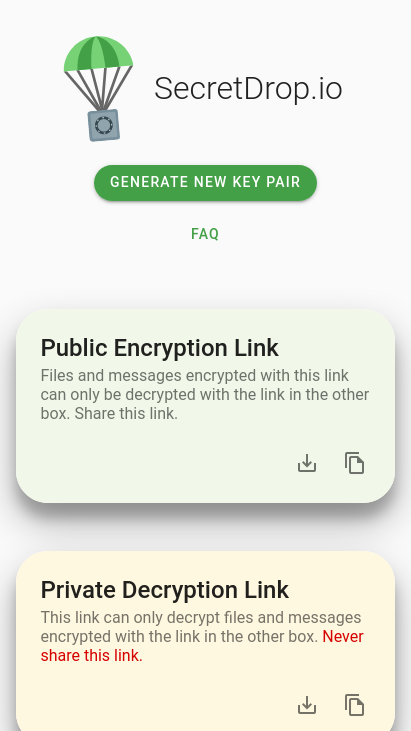 SecretDrop.io
GENERATE NEW KEY PAIR
FAQ
Public Encryption Link
Files and messages encrypted with this link
can only be decrypted with the link in the other
box. Share this link.
Private Decryption Link
This link can only decrypt files and messages
encrypted with the link in the other box. Never
share this link.